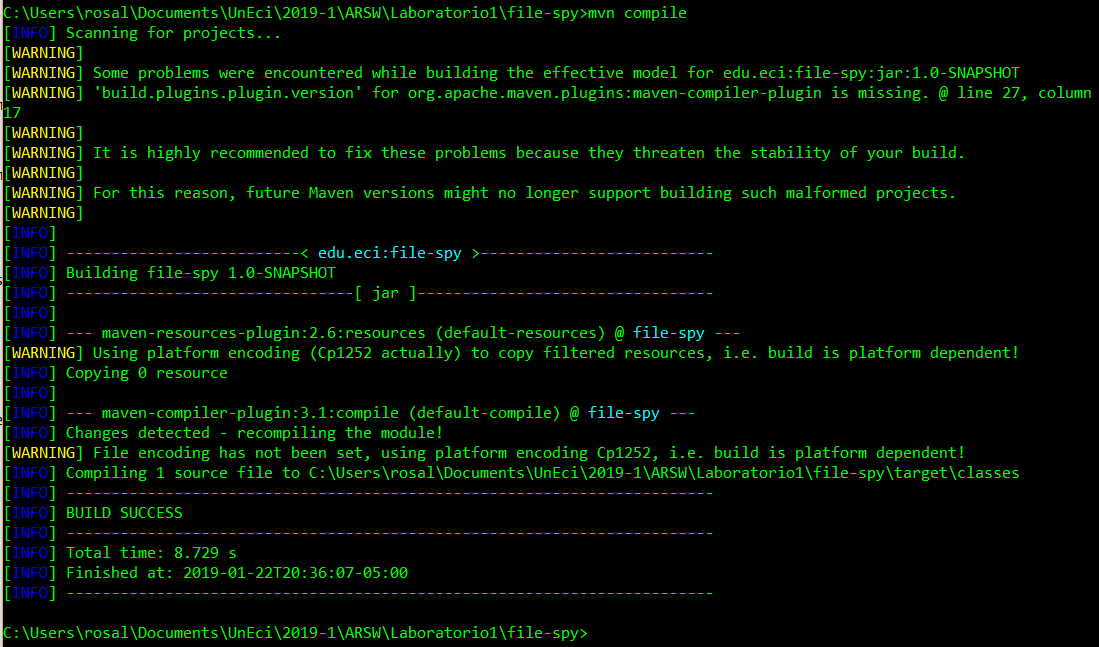 C:\Users\rosal\Documents\UnEci\2019-1\ARSW\Laboratorio1\file-spy>mvn compile
[INFO] Scanning for projects...
[WARNING]
[WARNING] Some problems were encountered while building the effective model for edu.eci:file-spy:jar:1.0-SNAPSHOT
[WARNING] 'build.plugins.plugin.version' for org.apache.maven.plugins:maven-compiler-plugin is missing. @ line 27, column
17
[WARNING]
[WARNING] It is highly recommended to fix these problems because they threaten the stability of your build.
[WARNING]
[WARNING] For this reason, future Maven versions might no longer support building such malformed projects.
[WARNING]
[INFO]
[INFO] --------------------------< edu.eci:file-spy >--------------------------
[INFO] Building file-spy 1.0-SNAPSHOT
[INFO] --------------------------------[ jar ]---------------------------------
[INFO]
[INFO] --- maven-resources-plugin:2.6:resources (default-resources) @ file-spy ---
[WARNING] Using platform encoding (Cp1252 actually) to copy filtered resources, i.e. build is platform dependent!
[INFO] Copying 0 resource
[INFO]
[INFO] --- maven-compiler-plugin:3.1:compile (default-compile) @ file-spy ---
[INFO] Changes detected - recompiling the module!
[WARNING] File encoding has not been set, using platform encoding Cp1252, i.e. build is platform dependent!
[INFO] Compiling 1 source file to C:\Users\rosal\Documents\UnEci\2019-1\ARSW\Laboratorio1\file-spy\target\classes
[INFO] ------------------------------------------------------------------------
[INFO] BUILD SUCCESS
[INFO] ------------------------------------------------------------------------
[INFO] Total time: 8.729 s
[INFO] Finished at: 2019-01-22T20:36:07-05:00
[INFO] ------------------------------------------------------------------------
C:\Users\rosal\Documents\UnEci\2019-1\ARSW\Laboratorio1\file-spy>